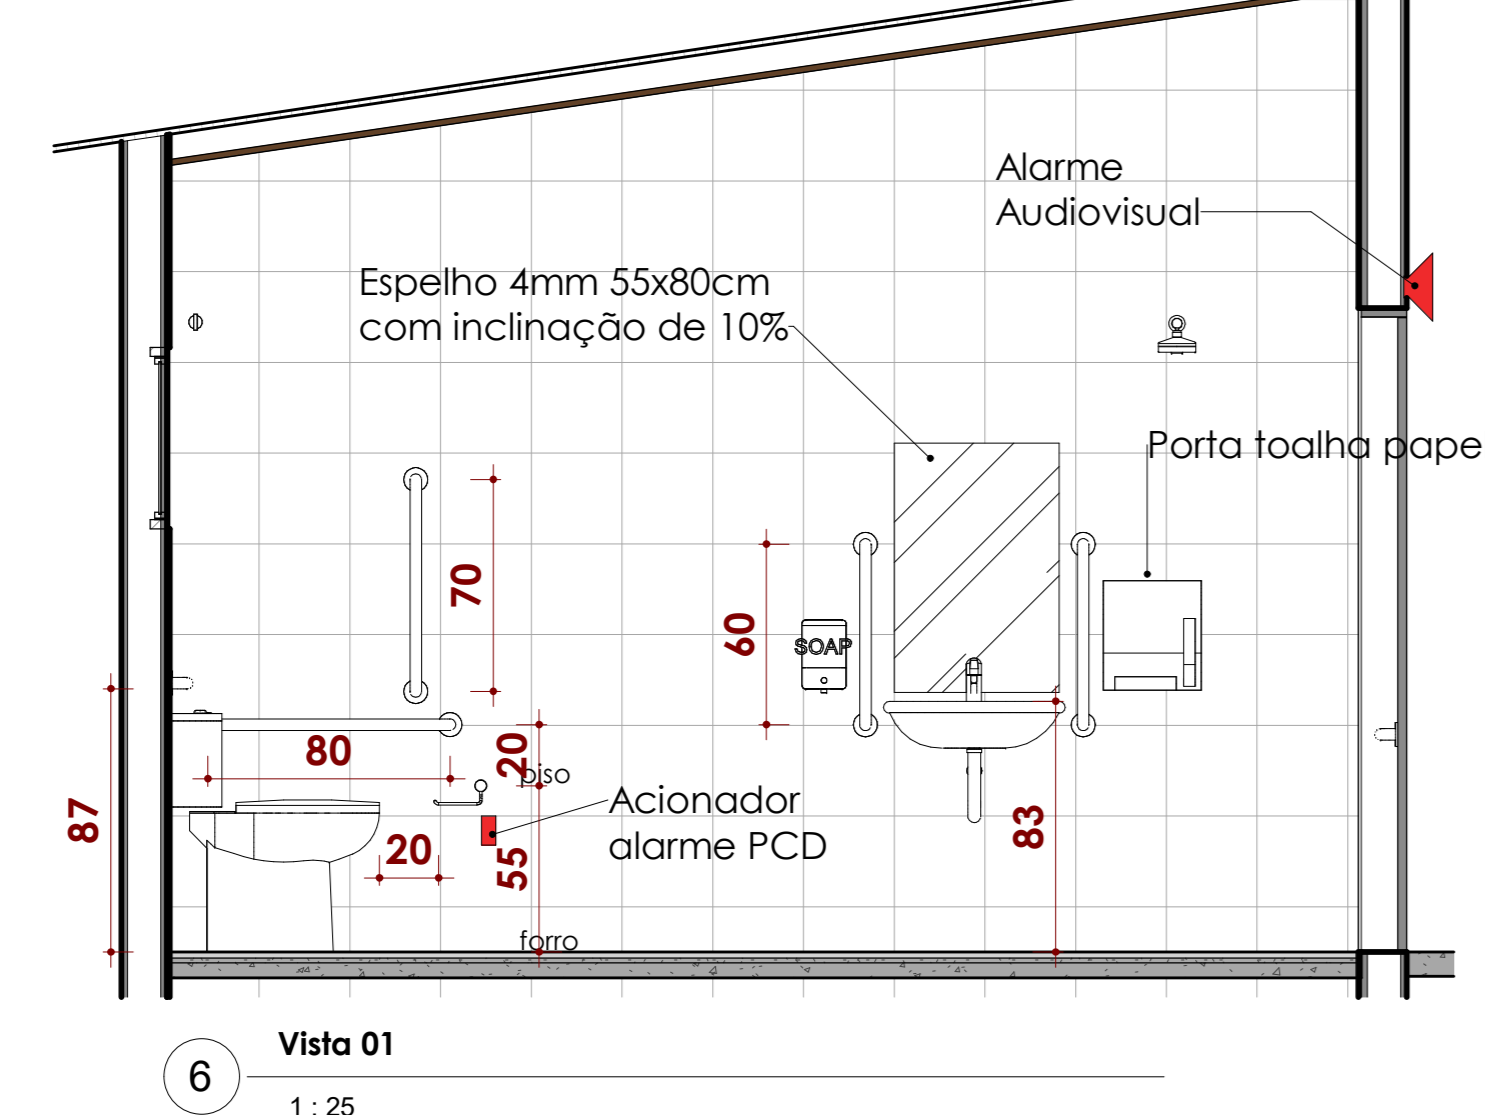 Alarme
Audiovisual
Espelho 4mm 55x80cm
com inclinação de 10%
Porta toalha pape
70
60
SOAP
80
20
piso
Acionador
alarme PCD
87
20
55
83
forro
6
Vista 01
1 : 25